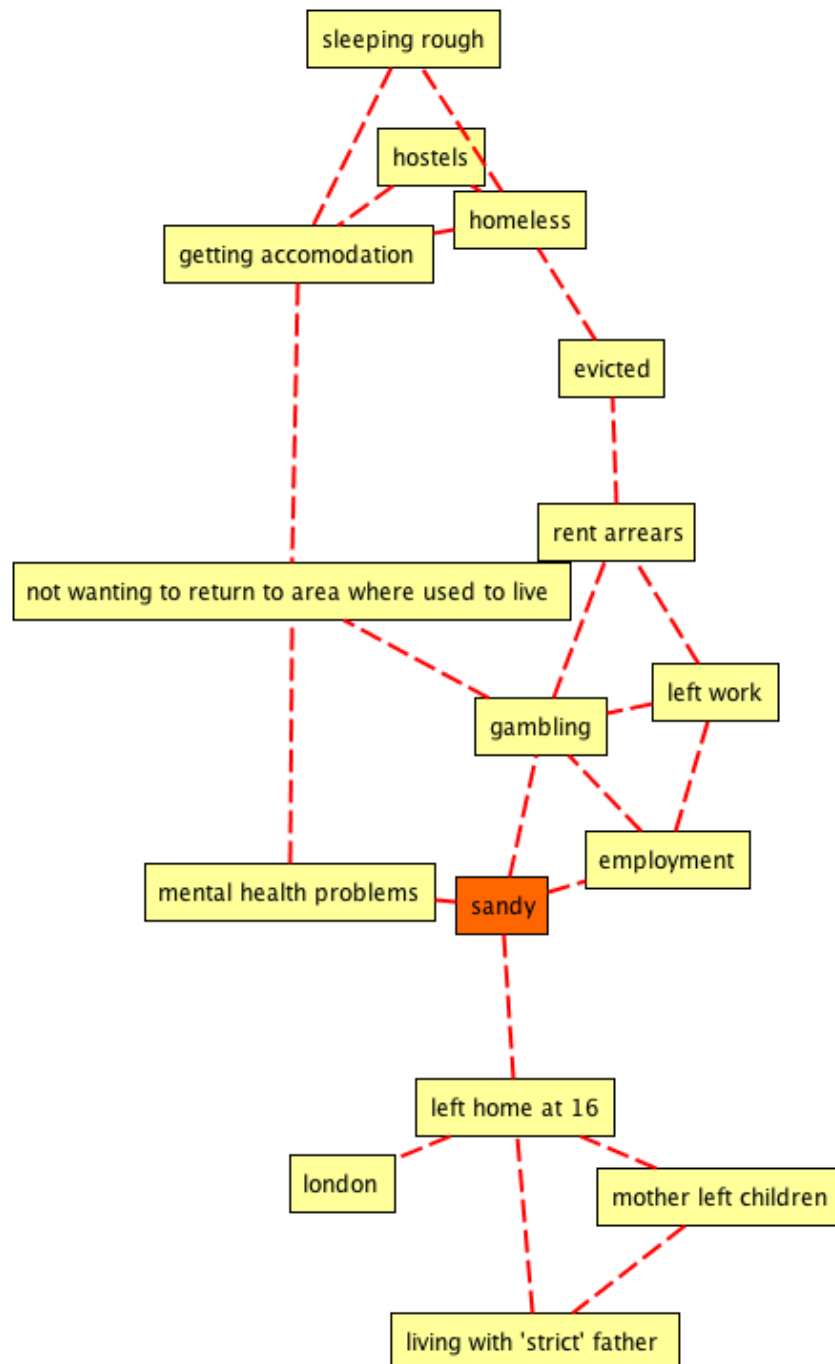 sleeping rough
hostels
homeless
getting accomodation
evicted
rent arrears
not wanting to return to area where used to live
left work
gambling
employment
mental health problems
sandy
left home at 16
london
mother left children
living with 'strict' father